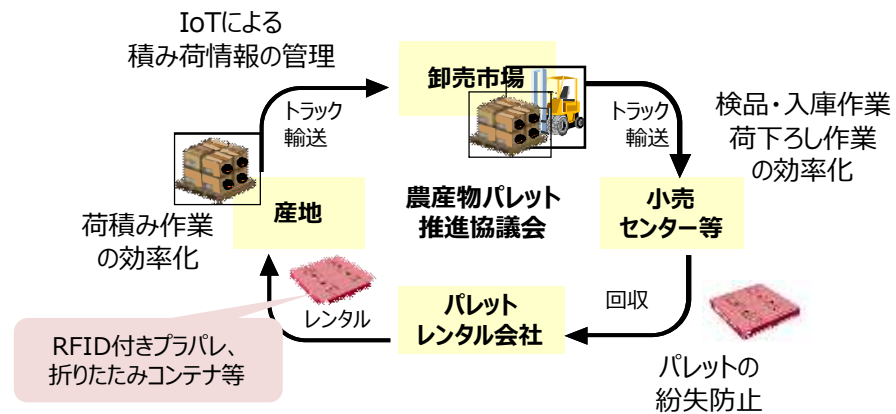 IoTによる
積み荷情報の管理
卸売市場
トラック
輸送
トラック
輸送
検品・入庫作業
荷下ろし作業
の効率化
産地
農産物パレット
推進協議会
小売
センター等
荷積み作業
の効率化
レンタル
パレット
レンタル会社
回収
RFID付きプラパレ、
折りたたみコンテナ等
パレットの
紛失防止